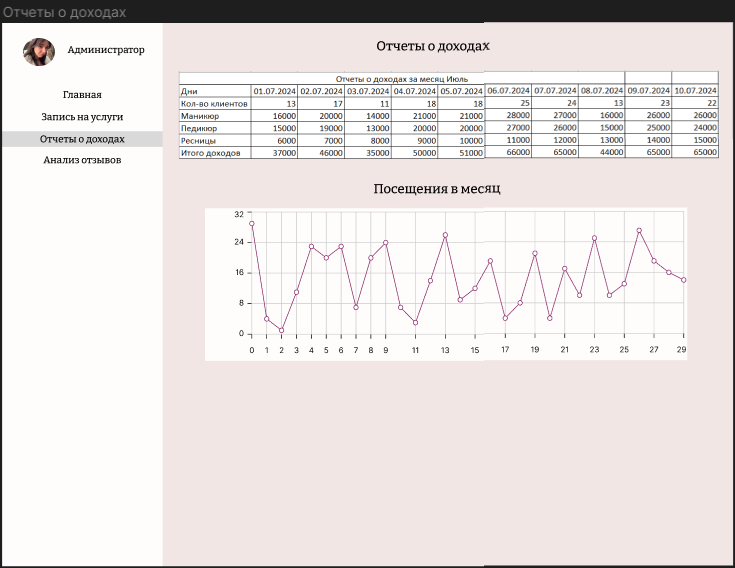 Отчеты о доходах
Администратор
Главная
Запись на услуги
Отчеты о доходах
Анализ отзывов
Отчеты о доходах
Отчеты о доходах за месяц Июль
Дни 01.07.2024 02.07.2024 03.07.2024 04.07.2024 05.07.2024 06.07.2024 07.07.2024 08.07.2024 09.07.2024 10.07.2024
Кол-во клиентов 13 17 11 18 18 25 24 13 23 22
Маникюр 16000 20000 14000 21000 21000 28000 27000 16000 26000 26000
Педикюр 15000 19000 13000 20000 20000 27000 26000 15000 25000 24000
Ресницы 6000 7000 8000 9000 10000 11000 12000 13000 14000 15000
Итого доходов 37000 46000 35000 50000 51000 66000 65000 44000 65000 65000
Посещения в месяц
32
24
16
8
0
0 1 2 3 4 5 6 7 8 9 11 13 15 17 19 21 23 25 27 29